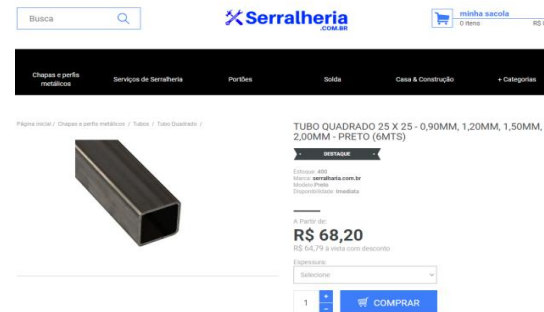 Busca
Serralheria
.COM.BR
minha sacola
0 itens R$
Chapas e perfis
metálicos
Serviços de Serralheria
Portões
Solda
Casa & Construção
+ Categorias
Página inicial / Chapas e perfis metálicos / Tubos / Tubo Quadrado /
TUBO QUADRADO 25 X 25 - 0,90MM, 1,20MM, 1,50MM,
2,00MM - PRETO (6MTS)
DESTAQUE
Estoque: 400
Marca: serralharia.com.br
Modelo: Preto
Disponibilidade: Imediata
A Partir de:
R$ 68,20
R$ 64,79 à vista com desconto
Espessura:
Selecione
1 + -
COMPRAR